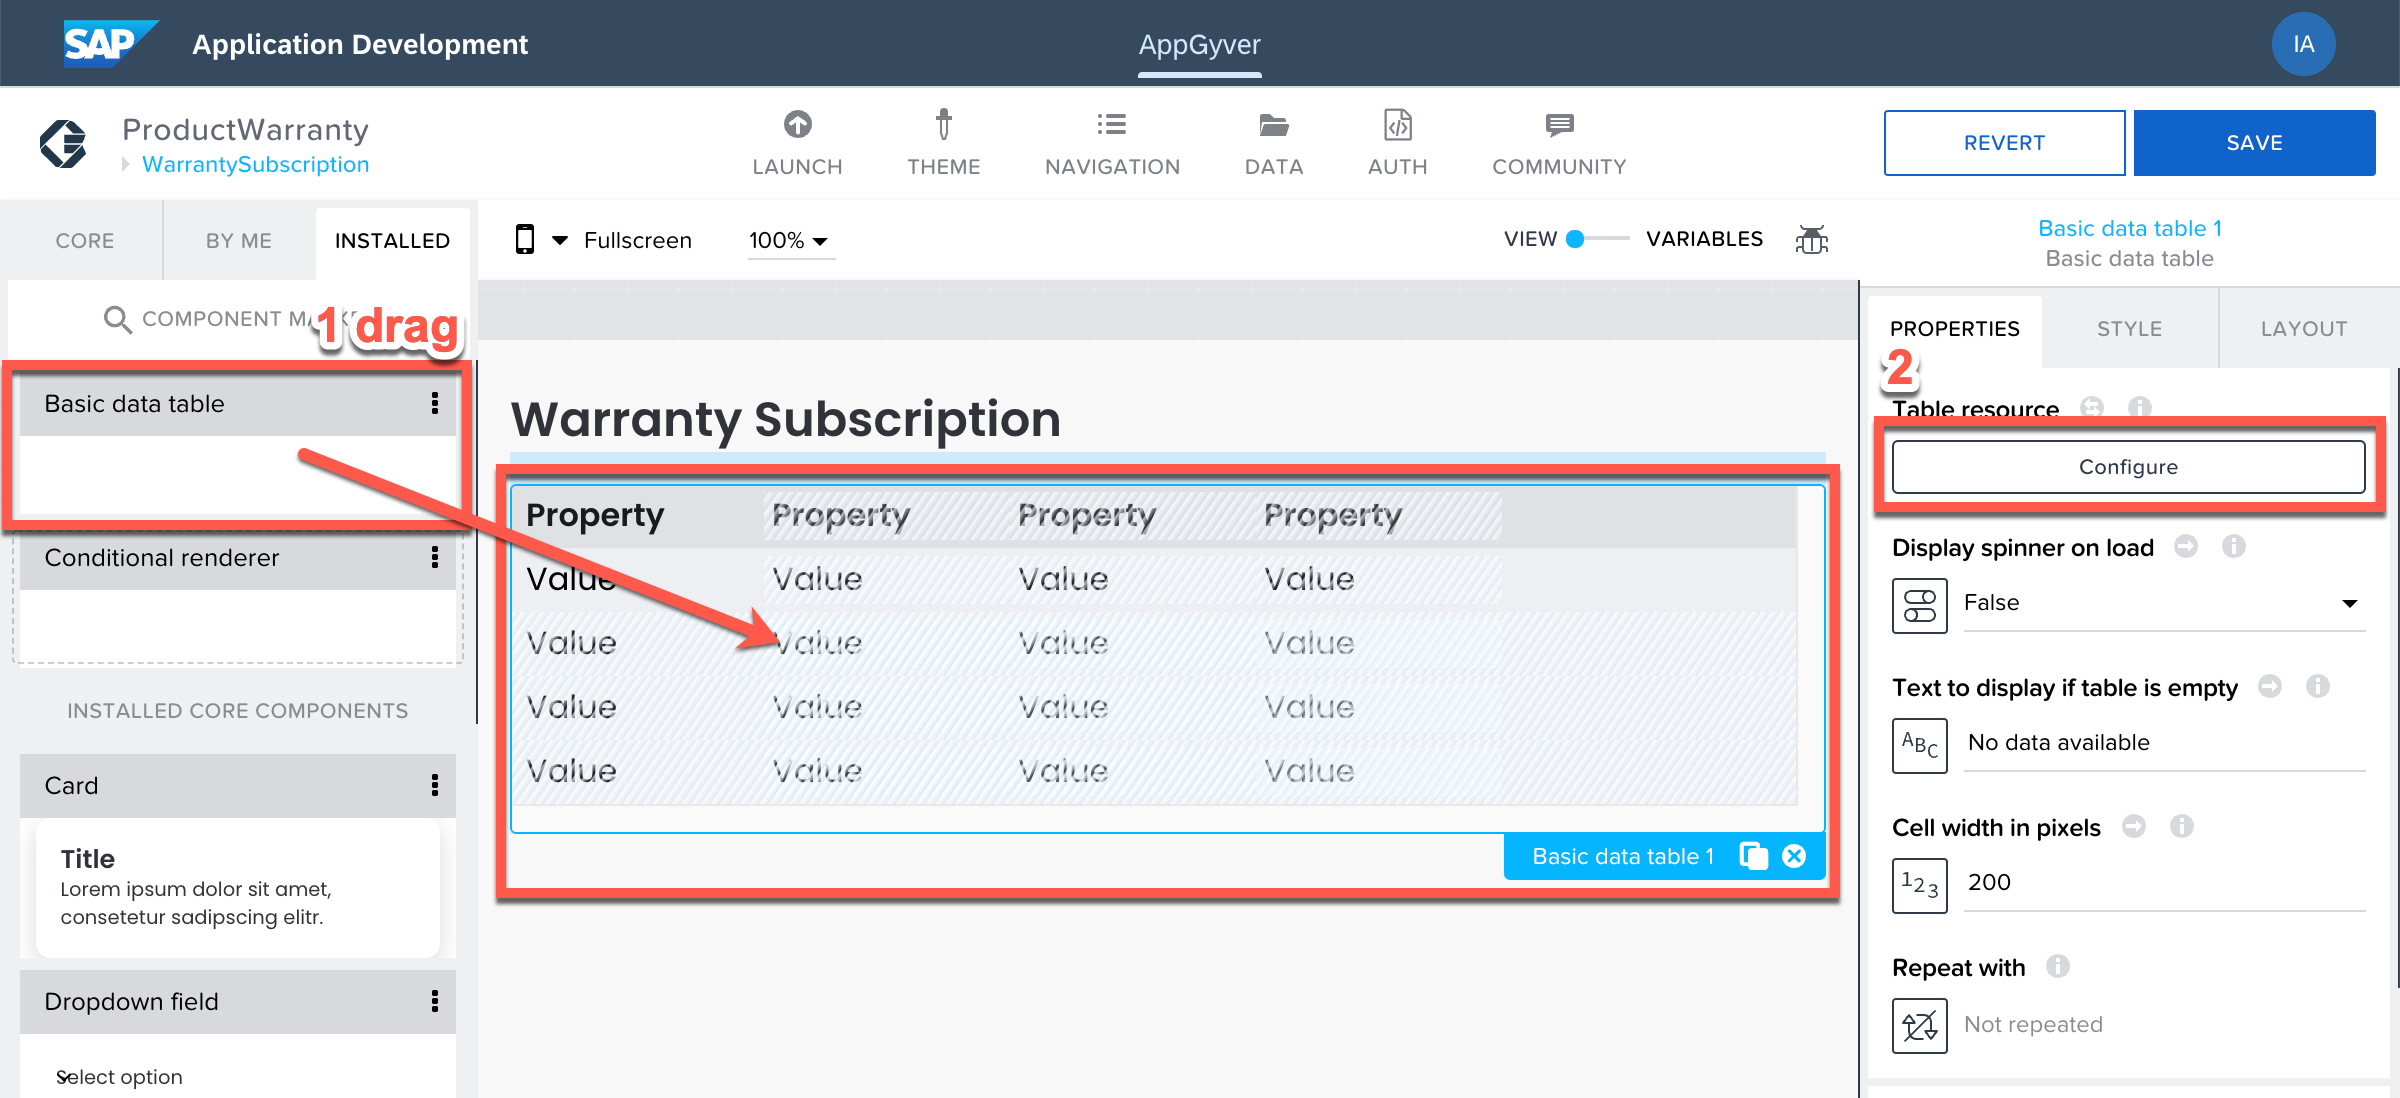 SAP Application Development
AppGyver
IA
ProductWarranty
WarrantySubscription
LAUNCH
THEME
NAVIGATION
DATA
AUTH
COMMUNITY
REVERT
SAVE
CORE
BY ME
INSTALLED
Fullscreen
100%
VIEW
VARIABLES
Basic data table 1
Basic data table
COMPONENT
1 drag
Basic data table
Conditional renderer
INSTALLED CORE COMPONENTS
Card
Title
Lorem ipsum dolor sit amet,
consetetur sadipscing elitr.
Dropdown field
Select option
Warranty Subscription
Property Property Property Property
Value Value Value Value
Value Value Value Value
Value Value Value Value
Value Value Value Value
Basic data table 1
PROPERTIES
STYLE
LAYOUT
2
Table resource
Configure
Display spinner on load
False
Text to display if table is empty
ABC
No data available
Cell width in pixels
123
200
Repeat with
Not repeated